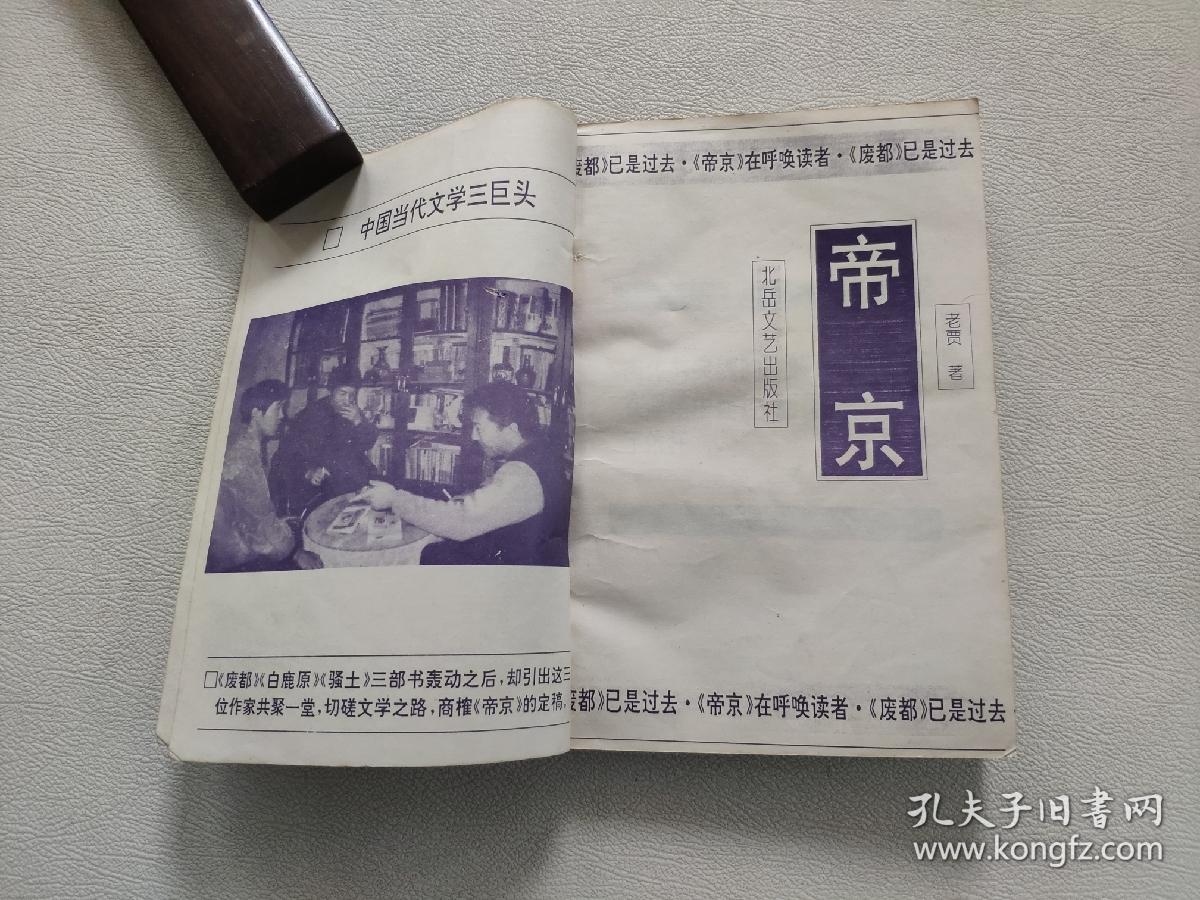 中国当代文学三巨头
《废都》《白鹿原》《骚土》三部书轰动之后,却引出这三
位作家共聚一堂,切磋文学之路,商榷《帝京》的定稿。
废都》已是过去·《帝京》在呼唤读者·《废都》已是过去
帝京
老贾 著
北岳文艺出版社
废都》已是过去·《帝京》在呼唤读者·《废都》已是过去·
孔夫子旧书网
www.kongfz.com